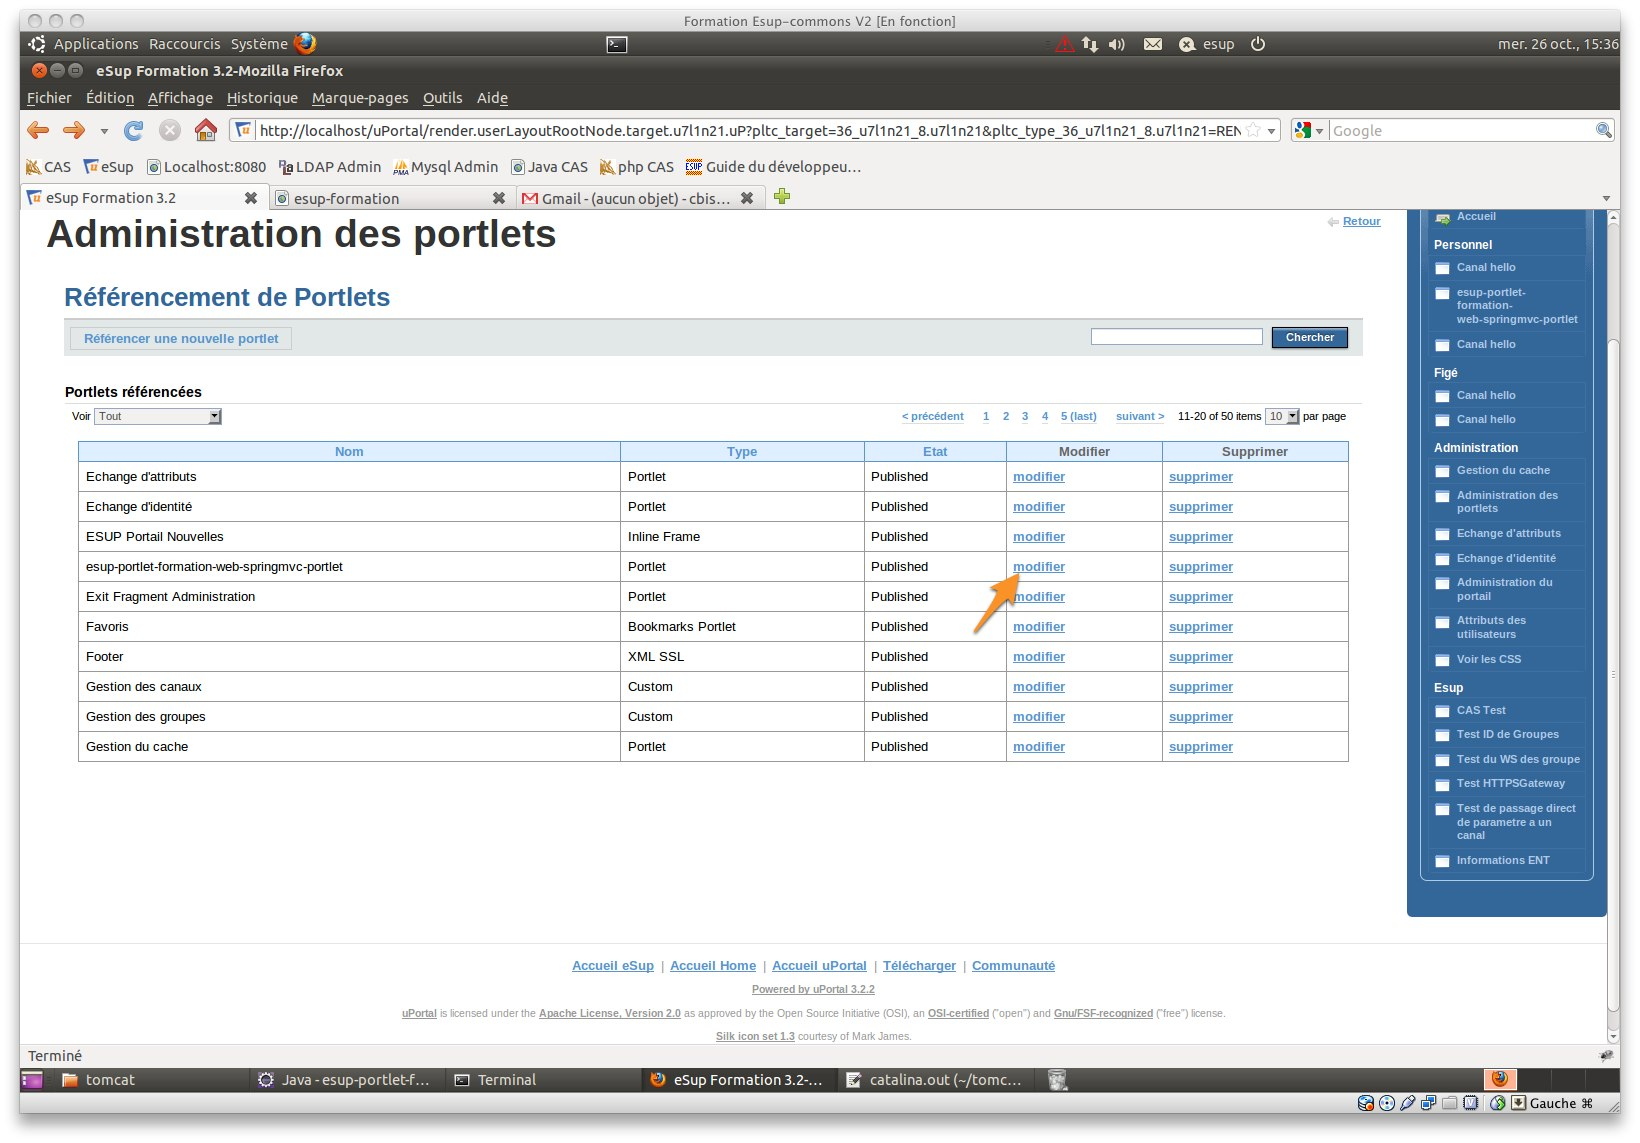 Formation Esup-commons V2 [En fonction]
Applications Raccourcis Système esup mer. 26 oct., 15:36
eSup Formation 3.2-Mozilla Firefox
Fichier Édition Affichage Historique Marque-pages Outils Aide
http://localhost/uPortal/render.userLayoutRootNode.target.u7l1n21.uP?pltc_target=36_u7l1n21_8.u7l1n21&pltc_type_36_u7l1n21_8.u7l1n21=REN Google
CAS eSup Localhost:8080 LDAP Admin Mysql Admin Java CAS php CAS Guide du développeu...
eSup Formation 3.2 esup-formation Gmail - (aucun objet) - cbis...
Administration des portlets
Retour
Référencement de Portlets
Référencer une nouvelle portlet Chercher
Portlets référencées
Voir Tout < précédent 1 2 3 4 5 (last) suivant > 11-20 of 50 items 10 par page
Nom Type Etat Modifier Supprimer
Echange d'attributs Portlet Published modifier supprimer
Echange d'identité Portlet Published modifier supprimer
ESUP Portail Nouvelles Inline Frame Published modifier supprimer
esup-portlet-formation-web-springmvc-portlet Portlet Published modifier supprimer
Exit Fragment Administration Portlet Published modifier supprimer
Favoris Bookmarks Portlet Published modifier supprimer
Footer XML SSL Published modifier supprimer
Gestion des canaux Custom Published modifier supprimer
Gestion des groupes Custom Published modifier supprimer
Gestion du cache Portlet Published modifier supprimer
Accueil
Personnel
Canal hello
esup-portlet-
formation-
web-springmvc-portlet
Canal hello
Figé
Canal hello
Canal hello
Administration
Gestion du cache
Administration des
portlets
Echange d'attributs
Echange d'identité
Administration du
portail
Attributs des
utilisateurs
Voir les CSS
Esup
CAS Test
Test ID de Groupes
Test du WS des groupe
Test HTTPSGateway
Test de passage direct
de parametre a un
canal
Informations ENT
Accueil eSup | Accueil Home | Accueil uPortal | Télécharger | Communauté
Powered by uPortal 3.2.2
uPortal is licensed under the Apache License, Version 2.0 as approved by the Open Source Initiative (OSI), an OSI-certified ("open") and Gnu/FSF-recognized ("free") license.
Silk icon set 1.3 courtesy of Mark James.
Terminé
tomcat Java - esup-portlet-f... Terminal eSup Formation 3.2-... catalina.out (~/tomc...
Gauche ⌘